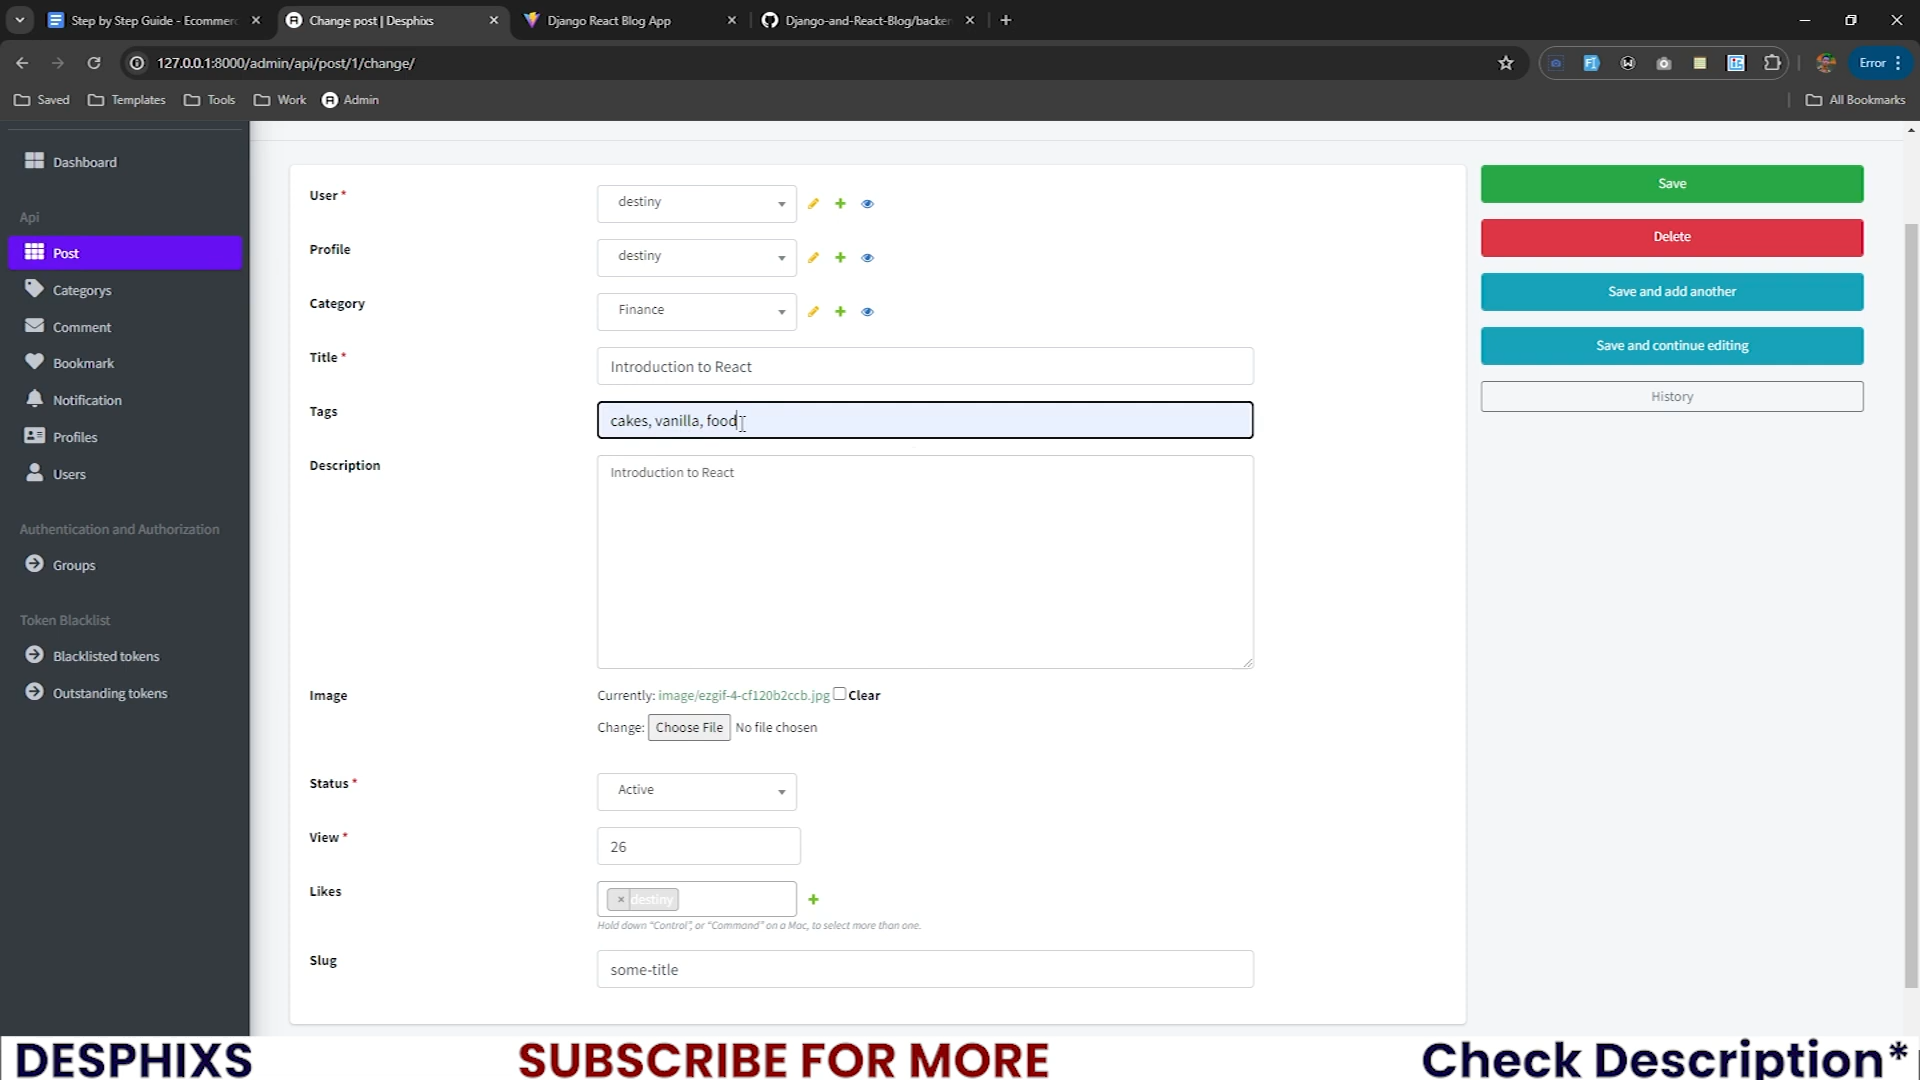 Step by Step Guide - Ecommerc
Change post | Desphixs
Django React Blog App
Django-and-React-Blog/backen
127.0.0.1:8000/admin/api/post/1/change/
Error
Saved
Templates
Tools
Work
Admin
All Bookmarks
Dashboard
Api
Post
Categorys
Comment
Bookmark
Notification
Profiles
Users
Authentication and Authorization
Groups
Token Blacklist
Blacklisted tokens
Outstanding tokens
User *
destiny
Profile
destiny
Category
Finance
Title *
Introduction to React
Tags
cakes, vanilla, food
Description
Introduction to React
Image
Currently: image/ezgif-4-cf120b2ccb.jpg Clear
Change: Choose File No file chosen
Status *
Active
View *
26
Likes
× destiny
Hold down “Control”, or “Command” on a Mac, to select more than one.
Slug
some-title
Save
Delete
Save and add another
Save and continue editing
History
DESPHIXS
SUBSCRIBE FOR MORE
Check Description*